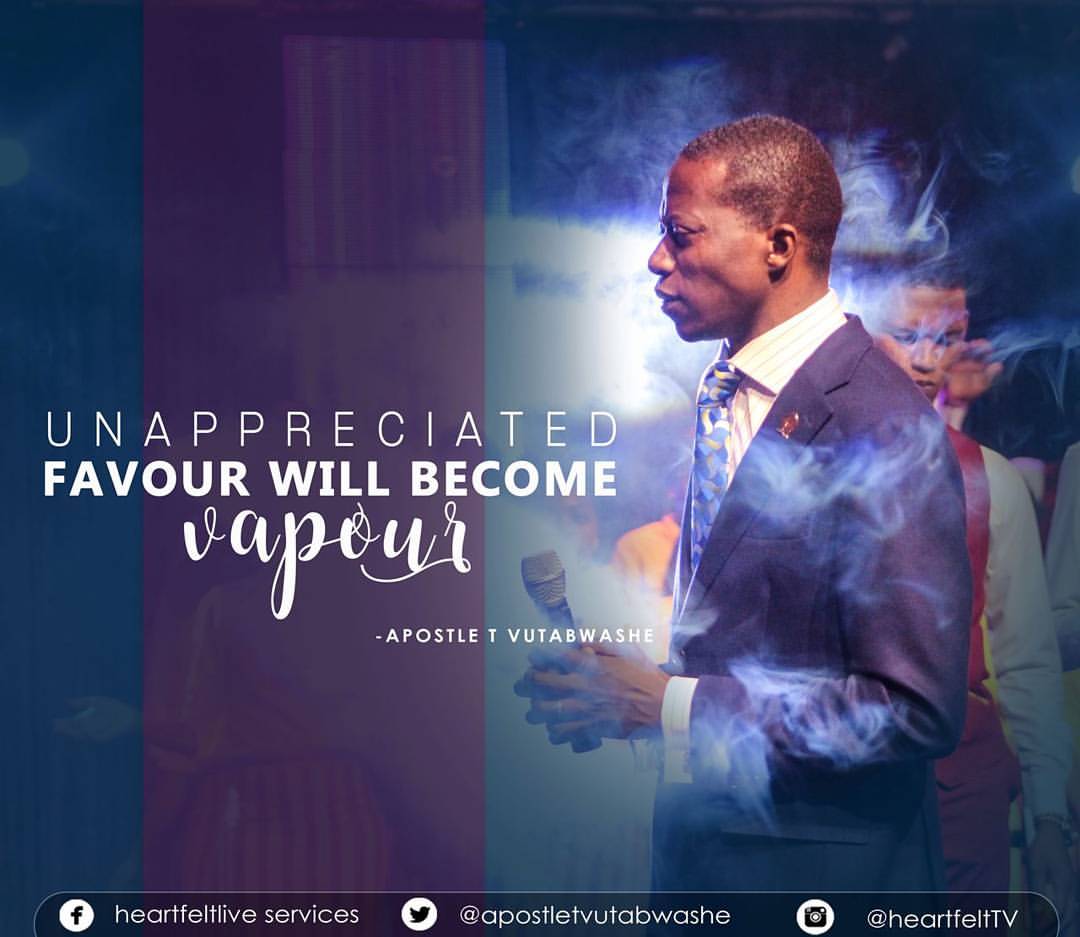 UNAPPRECIATED
FAVOUR WILL BECOME
vapour
-APOSTLE T VUTABWASHE
heartfeltlive services @apostletvutabwashe @heartfeltTV